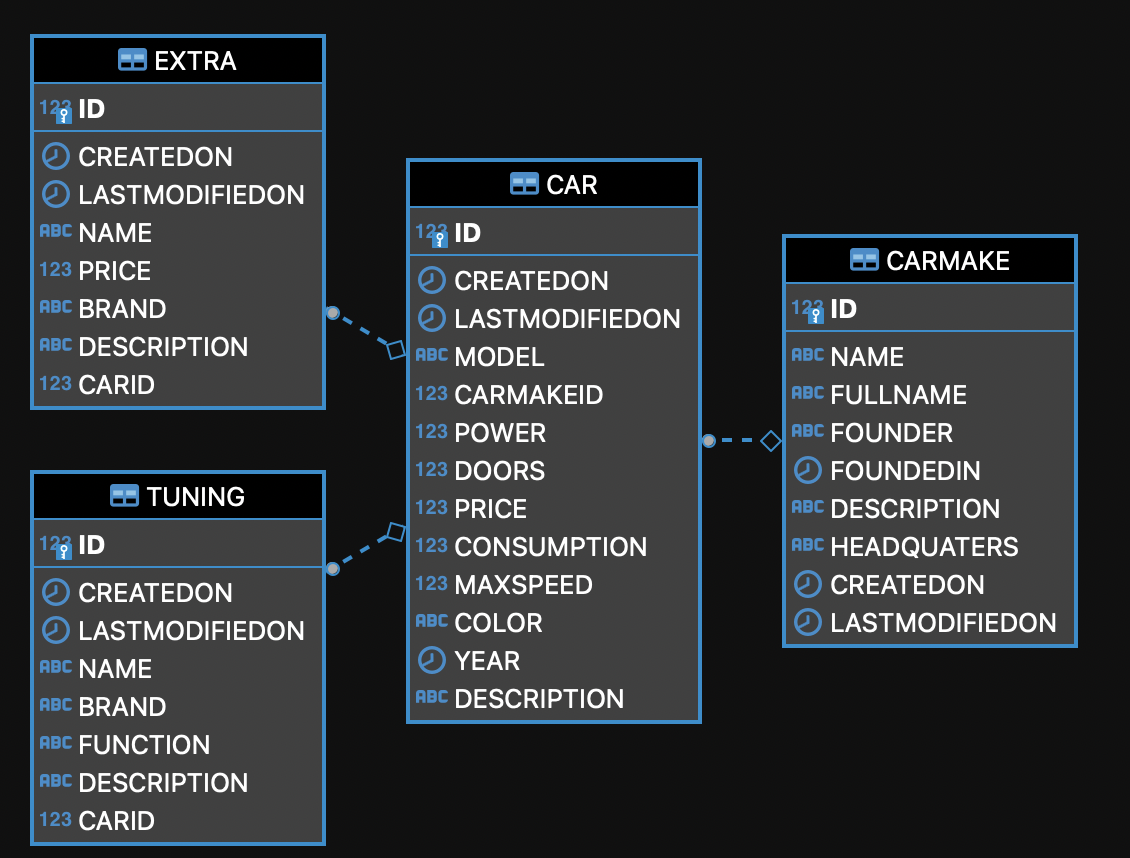 EXTRA
123 ID
CREATEDON
LASTMODIFIEDON
ABC NAME
123 PRICE
ABC BRAND
ABC DESCRIPTION
123 CARID
TUNING
123 ID
CREATEDON
LASTMODIFIEDON
ABC NAME
ABC BRAND
ABC FUNCTION
ABC DESCRIPTION
123 CARID
CAR
123 ID
CREATEDON
LASTMODIFIEDON
ABC MODEL
123 CARMAKEID
123 POWER
123 DOORS
123 PRICE
123 CONSUMPTION
123 MAXSPEED
ABC COLOR
YEAR
ABC DESCRIPTION
CARMAKE
123 ID
ABC NAME
ABC FULLNAME
ABC FOUNDER
FOUNDEDIN
ABC DESCRIPTION
ABC HEADQUATERS
CREATEDON
LASTMODIFIEDON